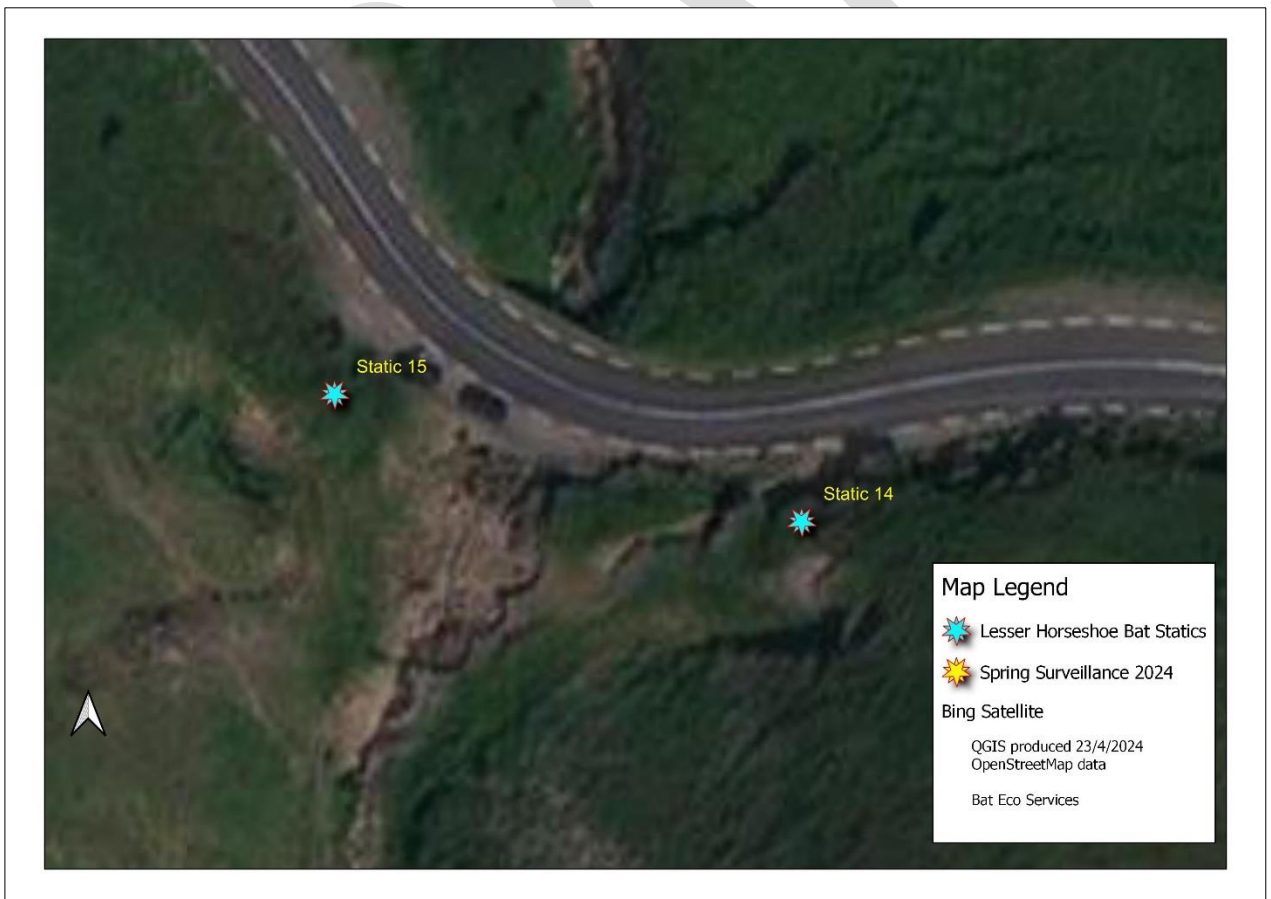 Static 15
Static 14
Map Legend
Lesser Horseshoe Bat Statics
Spring Surveillance 2024
Bing Satellite
QGIS produced 23/4/2024
OpenStreetMap data
Bat Eco Services